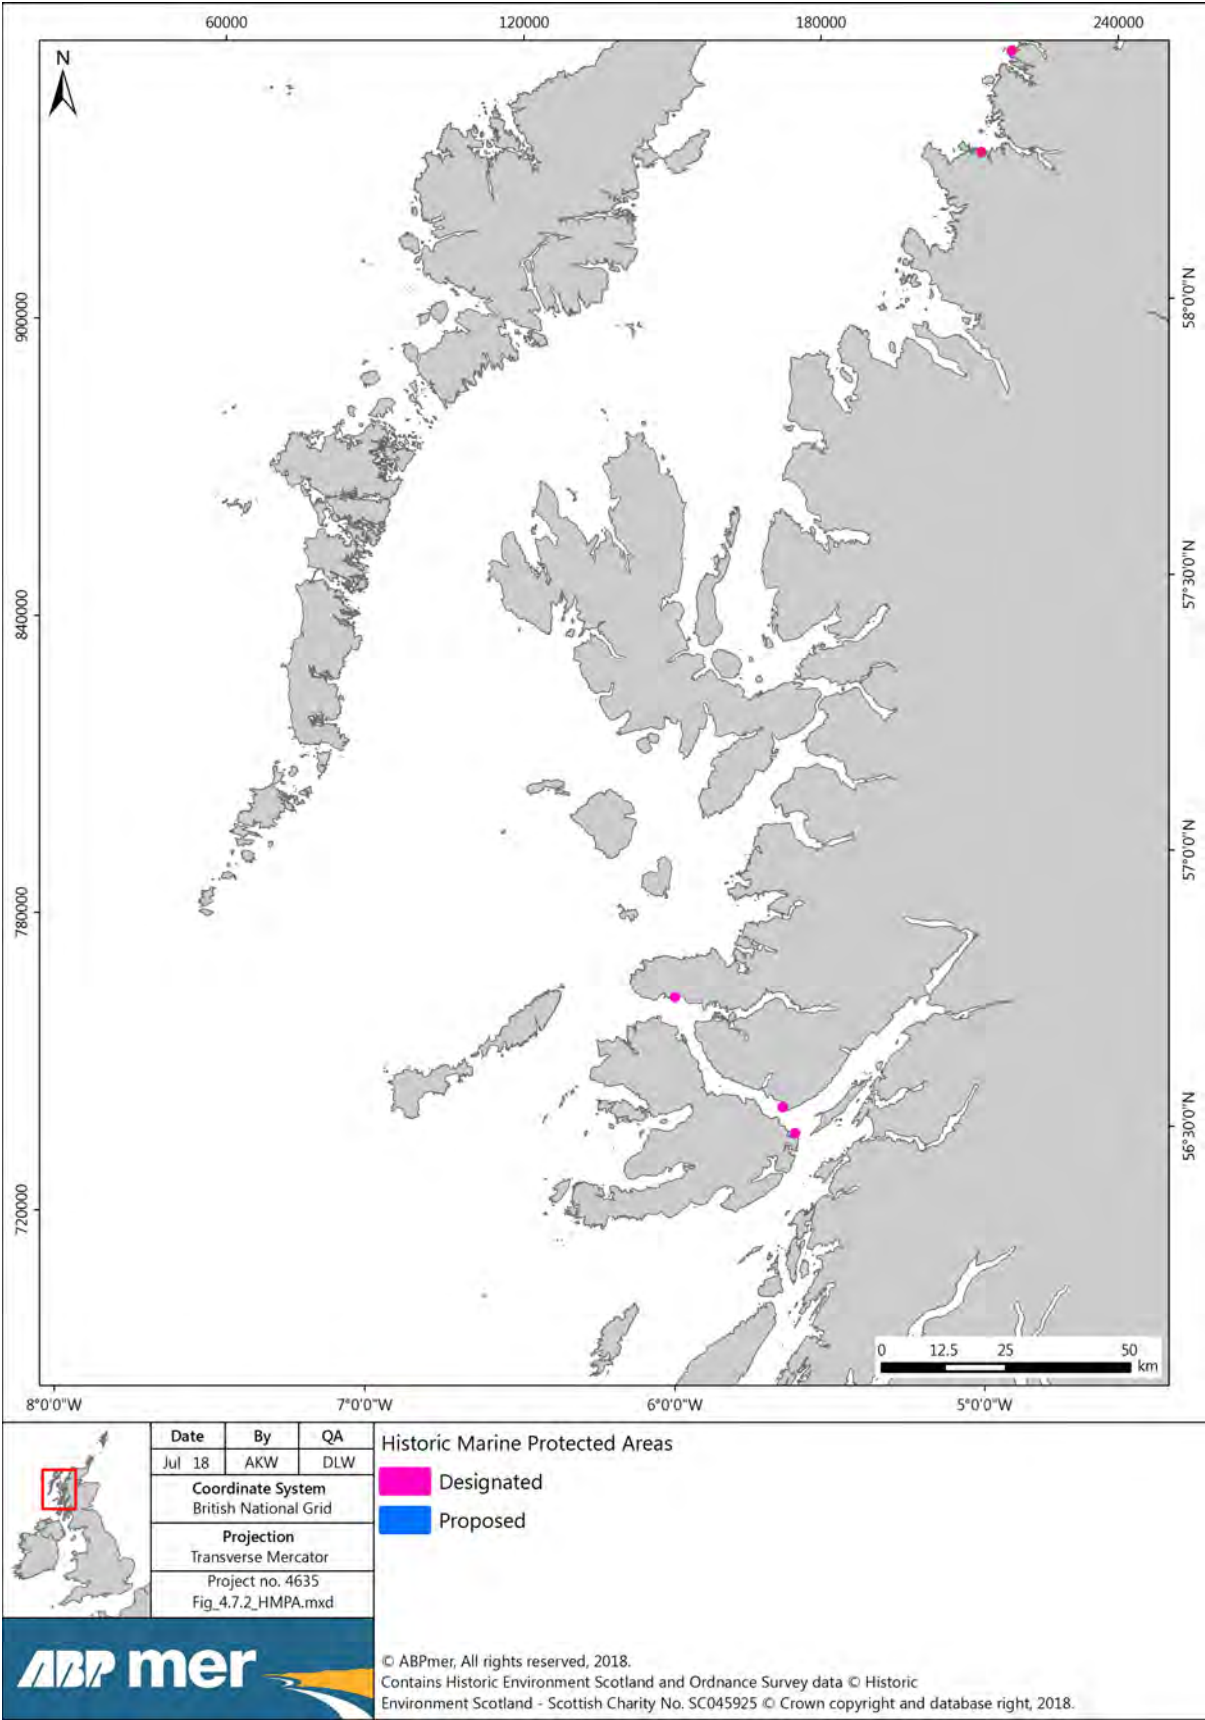 60000 120000 180000 240000
N
900000
840000
780000
720000
58°0'0"N
57°30'0"N
57°0'0"N
56°30'0"N
0 12.5 25 50
km
8°0'0"W 7°0'0"W 6°0'0"W 5°0'0"W
Date By QA
Jul 18 AKW DLW
Coordinate System
British National Grid
Projection
Transverse Mercator
Project no. 4635
Fig_4.7.2_HMPA.mxd
ABP mer
Historic Marine Protected Areas
Designated
Proposed
© ABPmer, All rights reserved, 2018.
Contains Historic Environment Scotland and Ordnance Survey data © Historic
Environment Scotland - Scottish Charity No. SC045925 © Crown copyright and database right, 2018.